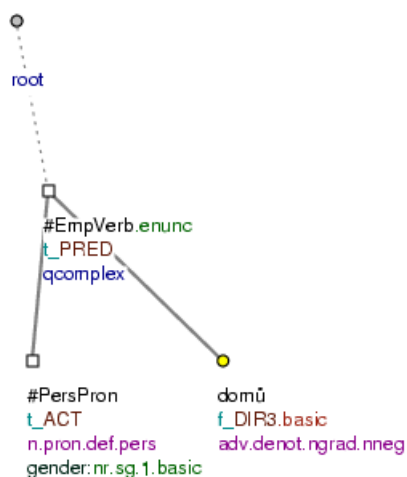 root
#EmpVerb.enunc
t_PRED
qcomplex
#PersPron
t_ACT
n.pron.def.pers
gender:nr.sg.1.basic
domů
f_DIR3.basic
adv.denot.ngrad.nneg